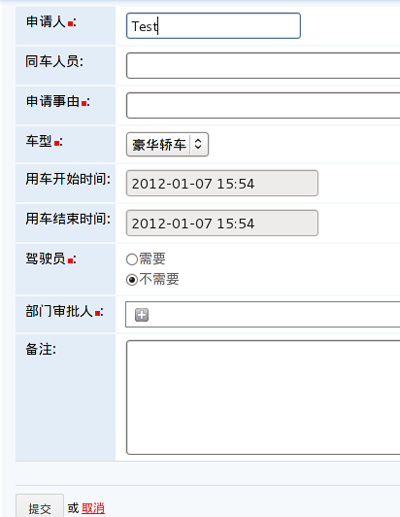 申请人: Test
同车人员:
申请事由:
车型: 豪华轿车
用车开始时间: 2012-01-07 15:54
用车结束时间: 2012-01-07 15:54
驾驶员: 需要
不需要
部门审批人:
备注:
提交 或 取消